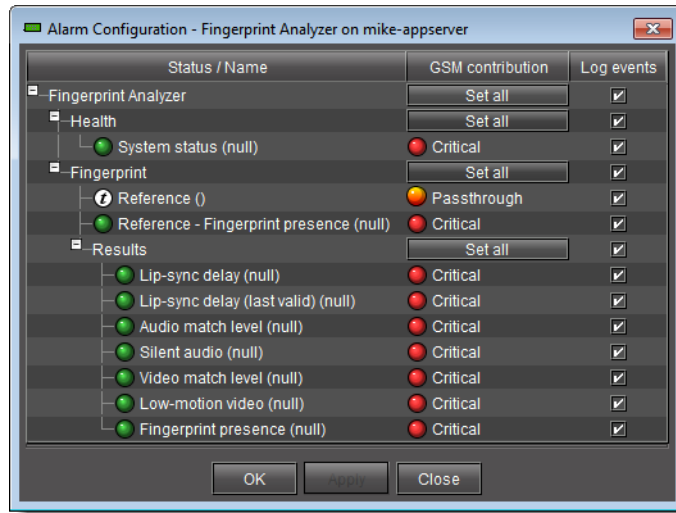 Alarm Configuration - Fingerprint Analyzer on mike-appserver
Status / Name GSM contribution Log events
Fingerprint Analyzer Set all
Health Set all
System status (null) Critical
Fingerprint Set all
Reference () Passthrough
Reference - Fingerprint presence (null) Critical
Results Set all
Lip-sync delay (null) Critical
Lip-sync delay (last valid) (null) Critical
Audio match level (null) Critical
Silent audio (null) Critical
Video match level (null) Critical
Low-motion video (null) Critical
Fingerprint presence (null) Critical
OK Apply Close